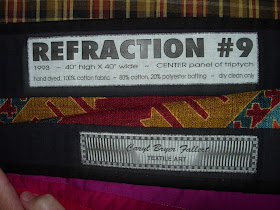 REFRACTION #9
1993 - 40" high X 40" wide - CENTER panel of triptych
hand dyed, 100% cotton fabric - 80% cotton, 20% polyester batting - dry clean only
Caryl Bryer Fallert
TEXTILE ART